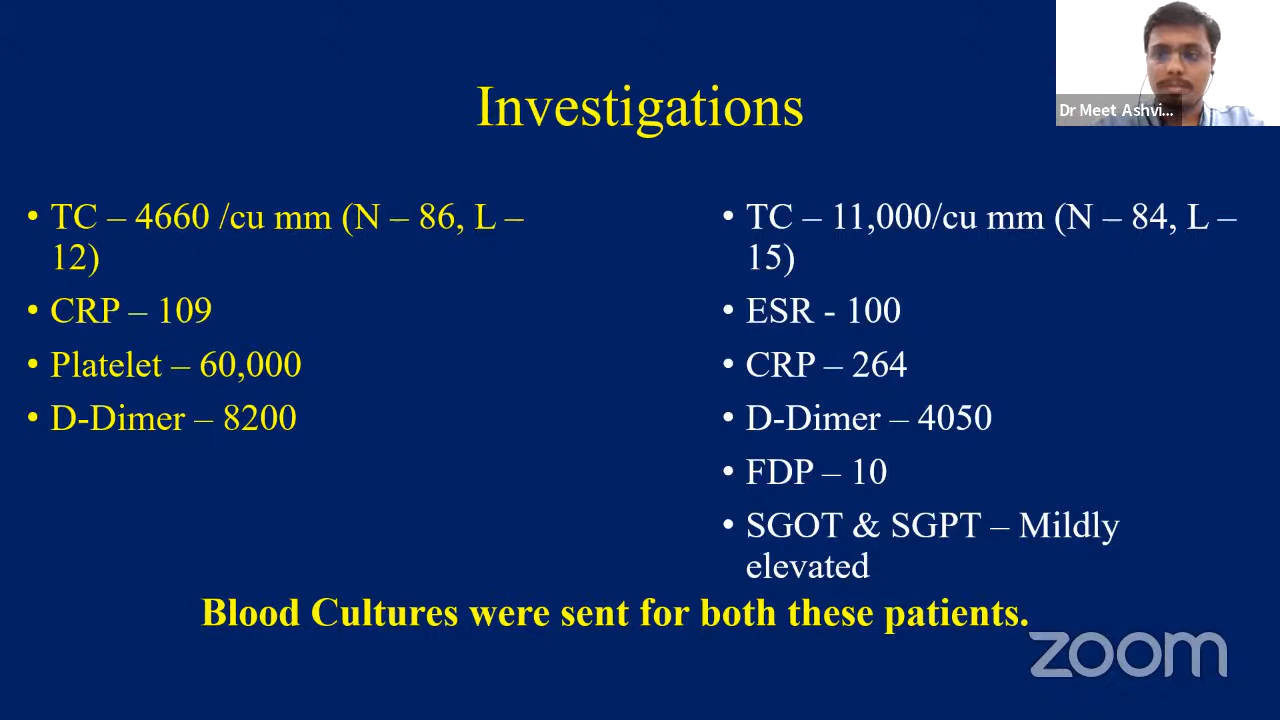 Dr Meet Ashvi...
Investigations
• TC – 4660 /cu mm (N – 86, L –
12)
• CRP – 109
• Platelet – 60,000
• D-Dimer – 8200
• TC – 11,000/cu mm (N – 84, L –
15)
• ESR - 100
• CRP – 264
• D-Dimer – 4050
• FDP – 10
• SGOT & SGPT – Mildly
elevated
Blood Cultures were sent for both these patients.
zoom